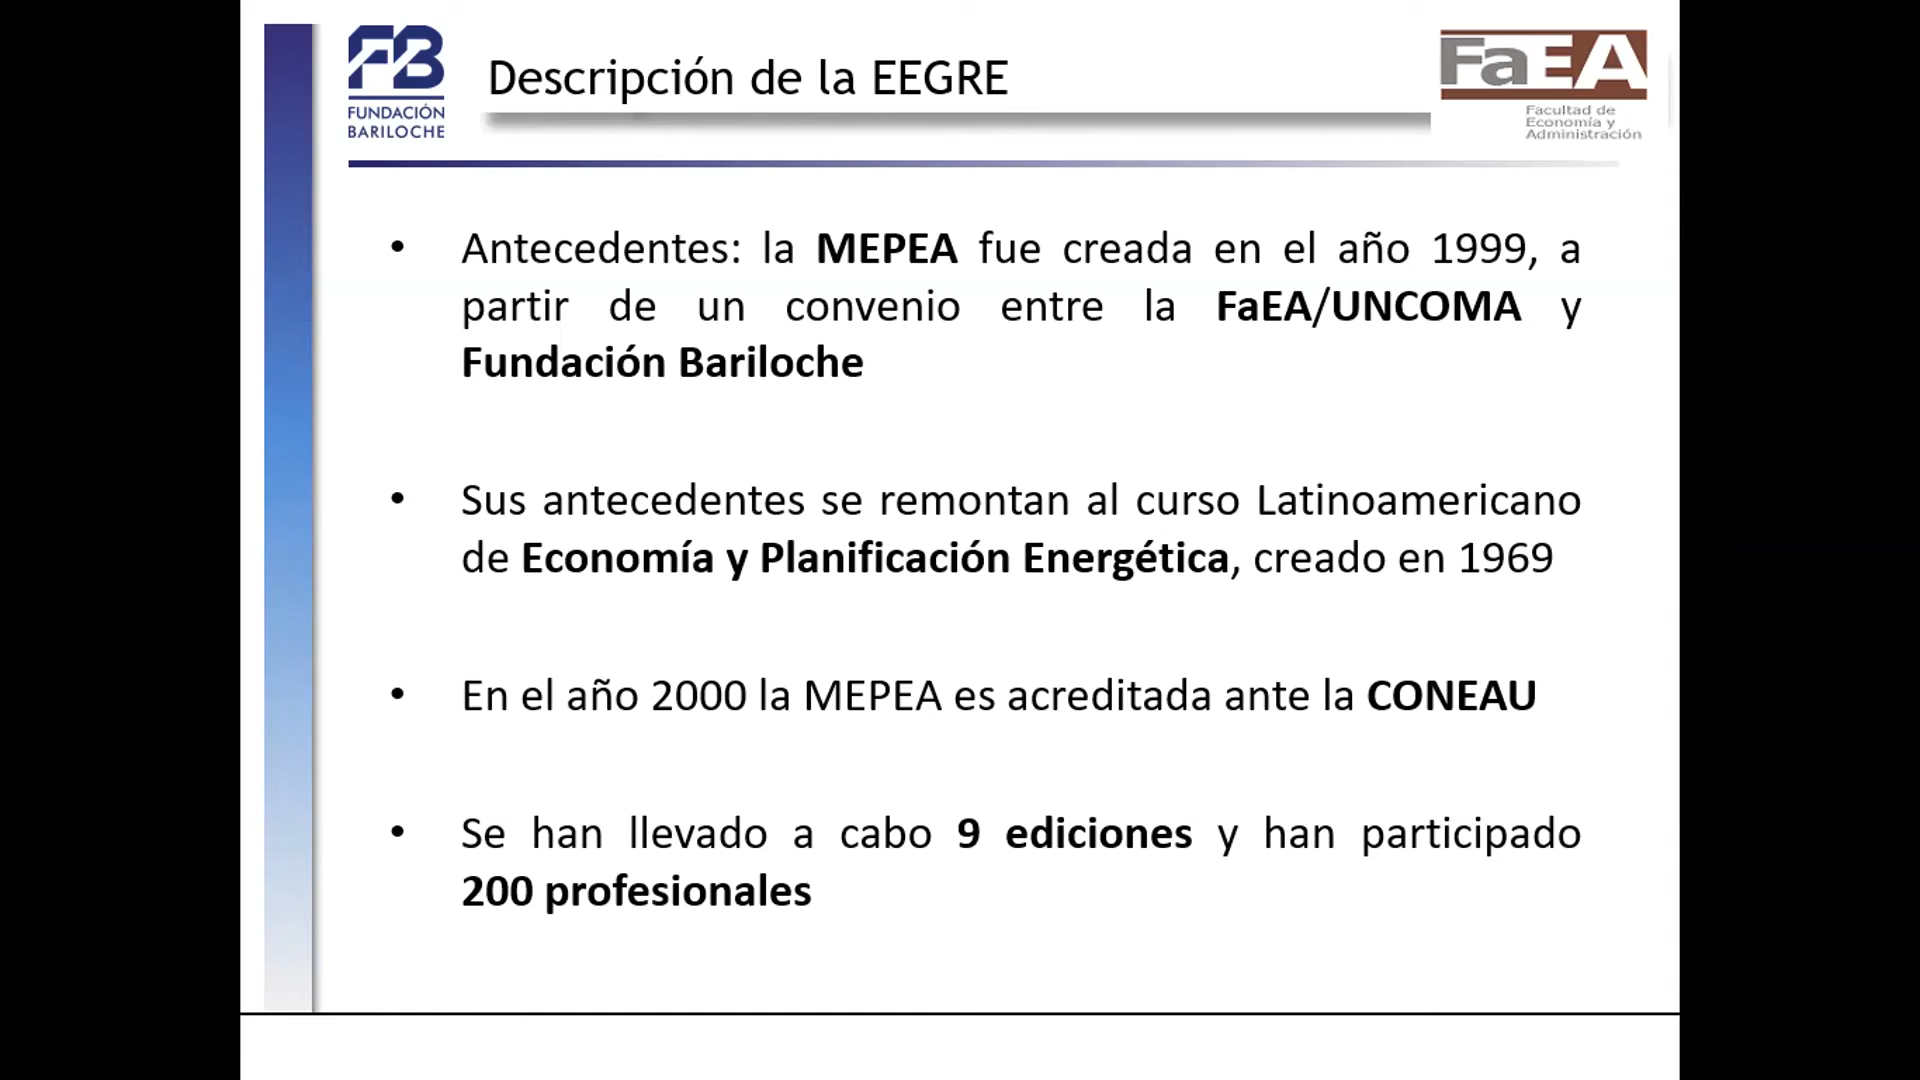 FB
FUNDACIÓN
BARILOCHE
Descripción de la EEGRE
FaEA
Facultad de
Economía y
Administración
• Antecedentes: la MEPEA fue creada en el año 1999, a
partir de un convenio entre la FaEA/UNCOMA y
Fundación Bariloche
• Sus antecedentes se remontan al curso Latinoamericano
de Economía y Planificación Energética, creado en 1969
• En el año 2000 la MEPEA es acreditada ante la CONEAU
• Se han llevado a cabo 9 ediciones y han participado
200 profesionales